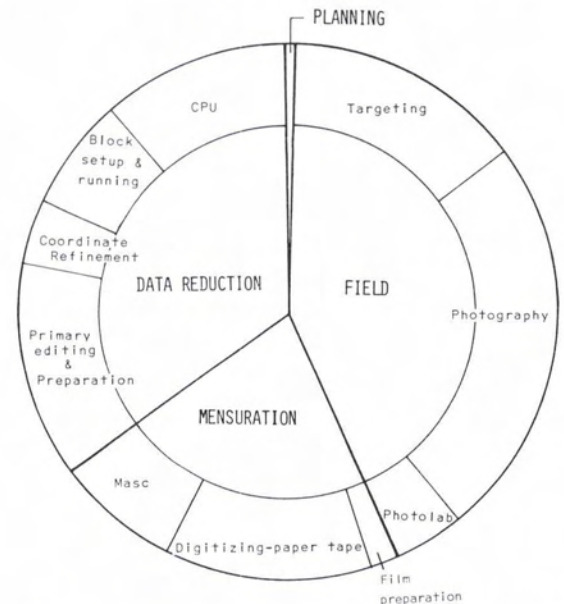 PLANNING
CPU
Targeting
Block
setup &
running
Coordinate
Refinement
DATA REDUCTION
FIELD
Photography
Primary
editing
&
Preparation
MENSURATION
Masc
Photolab
Digitizing-paper tape
Film
preparation